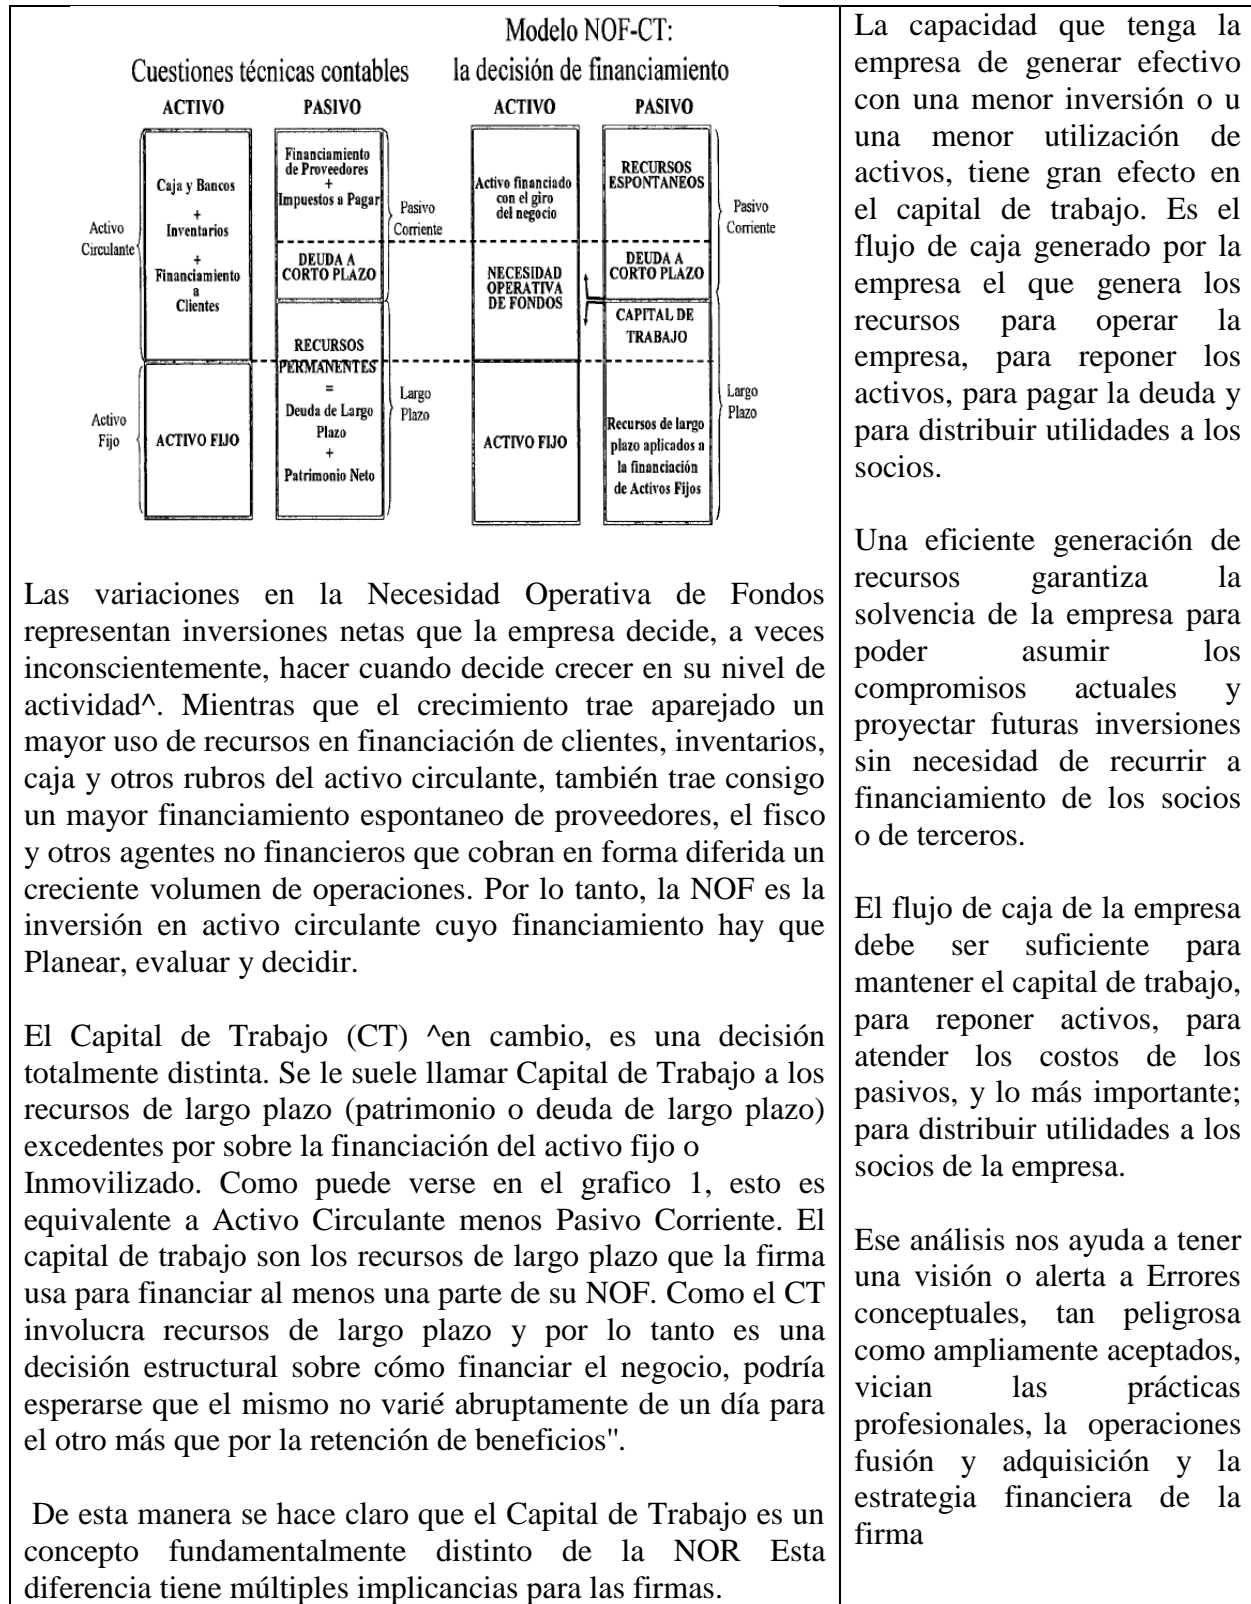 Modelo NOF-CT:
Cuestiones técnicas contables
la decisión de financiamiento
ACTIVO
PASIVO
Activo
Circulante
Caja y Bancos
+
Inventarios
+
Financiamiento
a
Clientes
Financiamiento
de Proveedores
+
Impuestos a Pagar
DEUDA A
CORTO PLAZO
Pasivo
Corriente
RECURSOS
PERMANENTES
=
Deuda de Largo
Plazo
+
Patrimonio Neto
Largo
Plazo
Activo
Fijo
ACTIVO FIJO
ACTIVO
PASIVO
Activo financiado
con el giro
del negocio
NECESIDAD
OPERATIVA
DE FONDOS
ACTIVO FIJO
RECURSOS
ESPONTANEOS
DEUDA A
CORTO PLAZO
CAPITAL DE
TRABAJO
Recursos de largo
plazo aplicados a
la financiación
de Activos Fijos
Pasivo
Corriente
Largo
Plazo
Las variaciones en la Necesidad Operativa de Fondos
representan inversiones netas que la empresa decide, a veces
inconscientemente, hacer cuando decide crecer en su nivel de
actividad^. Mientras que el crecimiento trae aparejado un
mayor uso de recursos en financiación de clientes, inventarios,
caja y otros rubros del activo circulante, también trae consigo
un mayor financiamiento espontaneo de proveedores, el fisco
y otros agentes no financieros que cobran en forma diferida un
creciente volumen de operaciones. Por lo tanto, la NOF es la
inversión en activo circulante cuyo financiamiento hay que
Planear, evaluar y decidir.
El Capital de Trabajo (CT) ^en cambio, es una decisión
totalmente distinta. Se le suele llamar Capital de Trabajo a los
recursos de largo plazo (patrimonio o deuda de largo plazo)
excedentes por sobre la financiación del activo fijo o
Inmovilizado. Como puede verse en el grafico 1, esto es
equivalente a Activo Circulante menos Pasivo Corriente. El
capital de trabajo son los recursos de largo plazo que la firma
usa para financiar al menos una parte de su NOF. Como el CT
involucra recursos de largo plazo y por lo tanto es una
decisión estructural sobre cómo financiar el negocio, podría
esperarse que el mismo no varié abruptamente de un día para
el otro más que por la retención de beneficios".
De esta manera se hace claro que el Capital de Trabajo es un
concepto fundamentalmente distinto de la NOR Esta
diferencia tiene múltiples implicancias para las firmas.
La capacidad que tenga la
empresa de generar efectivo
con una menor inversión o u
una menor utilización de
activos, tiene gran efecto en
el capital de trabajo. Es el
flujo de caja generado por la
empresa el que genera los
recursos para operar la
empresa, para reponer los
activos, para pagar la deuda y
para distribuir utilidades a los
socios.
Una eficiente generación de
recursos garantiza la
solvencia de la empresa para
poder asumir los
compromisos actuales y
proyectar futuras inversiones
sin necesidad de recurrir a
financiamiento de los socios
o de terceros.
El flujo de caja de la empresa
debe ser suficiente para
mantener el capital de trabajo,
para reponer activos, para
atender los costos de los
pasivos, y lo más importante;
para distribuir utilidades a los
socios de la empresa.
Ese análisis nos ayuda a tener
una visión o alerta a Errores
conceptuales, tan peligrosa
como ampliamente aceptados,
vician las prácticas
profesionales, la operaciones
fusión y adquisición y la
estrategia financiera de la
firma